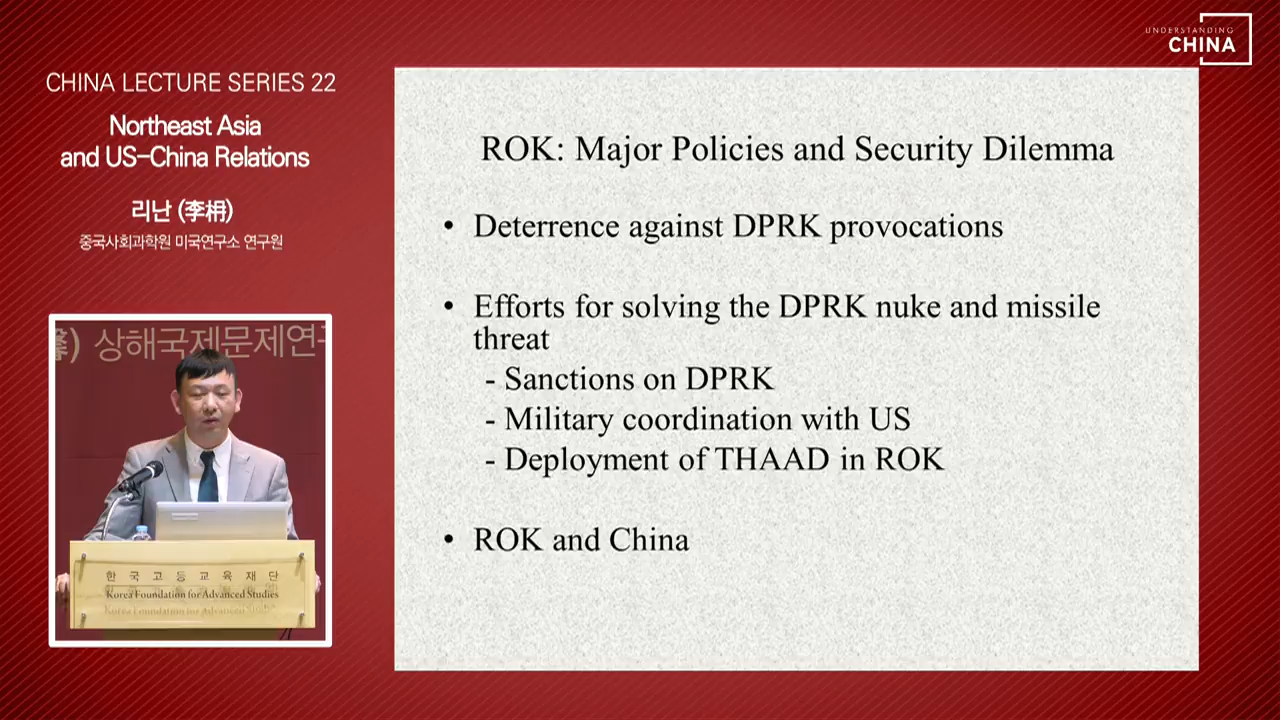 UNDERSTANDING
CHINA
CHINA LECTURE SERIES 22
Northeast Asia
and US-China Relations
리난 (李枏)
중국사회과학원 미국연구소 연구원
상해국제문제연
한국고등교육재단
Korea Foundation for Advanced Studies
ROK: Major Policies and Security Dilemma
• Deterrence against DPRK provocations
• Efforts for solving the DPRK nuke and missile
threat
- Sanctions on DPRK
- Military coordination with US
- Deployment of THAAD in ROK
• ROK and China